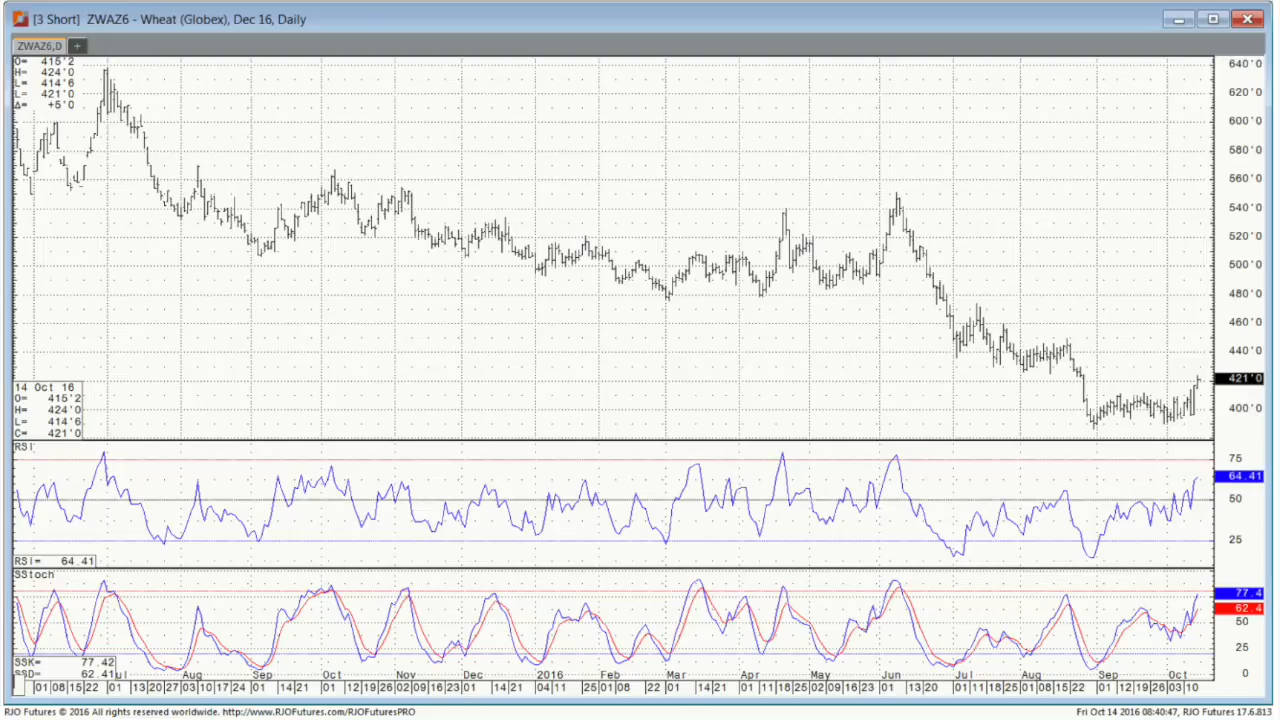 [3 Short] ZWAZ6 - Wheat (Globex), Dec 16, Daily
ZWAZ6,D +
O= 415'2
H= 424'0
L= 414'6
L= 421'0
Δ= +5'0
640'0
620'0
600'0
580'0
560'0
540'0
520'0
500'0
480'0
460'0
440'0
421'0
400'0
14 Oct 16
O= 415'2
H= 424'0
L= 414'6
C= 421'0
RSI
75
64.41
50
25
RSI= 64.41
SStoch
77.4
62.4
50
25
0
SSK= 77.42
SSD= 62.41
Jul Aug Sep Oct Nov Dec 2016 Feb Mar Apr May Jun Jul Aug Sep Oct
01 08 15 22 01 13 20 27 03 10 17 24 01 14 21 01 12 19 26 02 09 16 23 01 14 21 04 11 25 01 08 22 01 14 21 01 11 18 25 02 09 16 23 01 13 20 01 11 18 25 01 08 15 22 01 12 19 26 03 10
RJO Futures © 2016 All rights reserved worldwide. http://www.RJOFutures.com/RJOFuturesPRO
Fri Oct 14 2016 08:40:47, RJO Futures 17.6.813